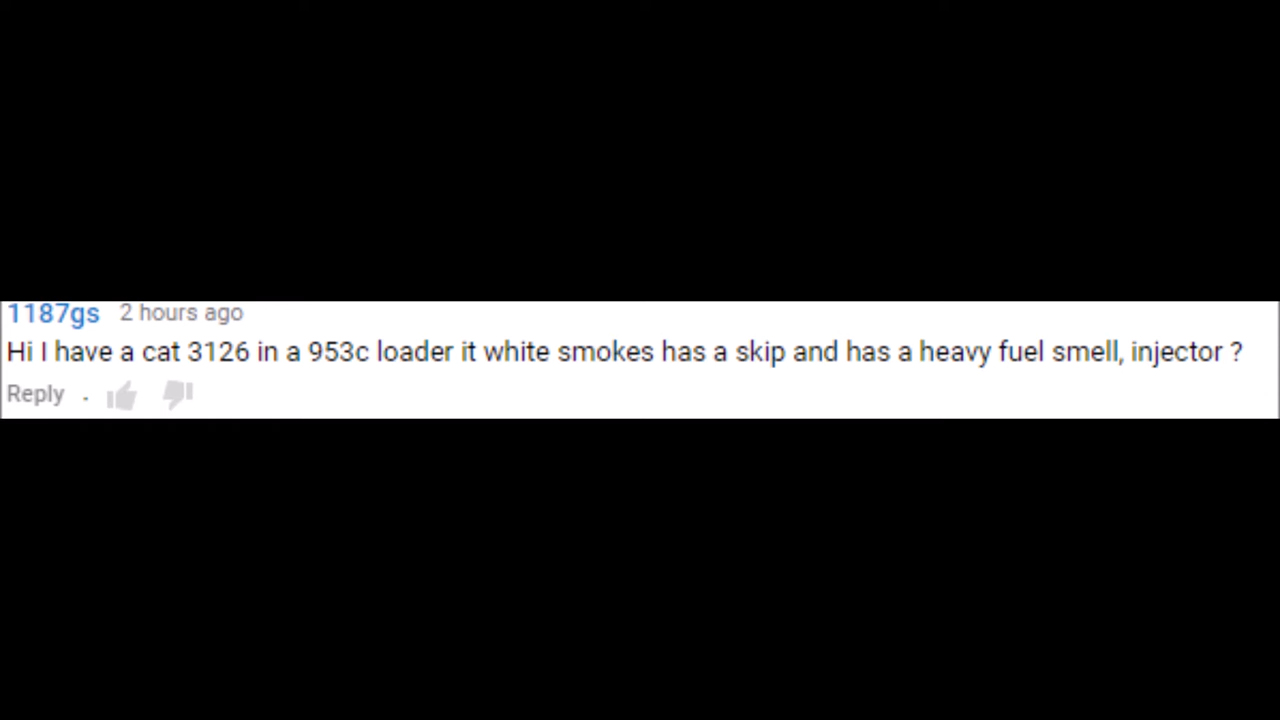 1187gs 2 hours ago
Hi I have a cat 3126 in a 953c loader it white smokes has a skip and has a heavy fuel smell, injector ?
Reply .